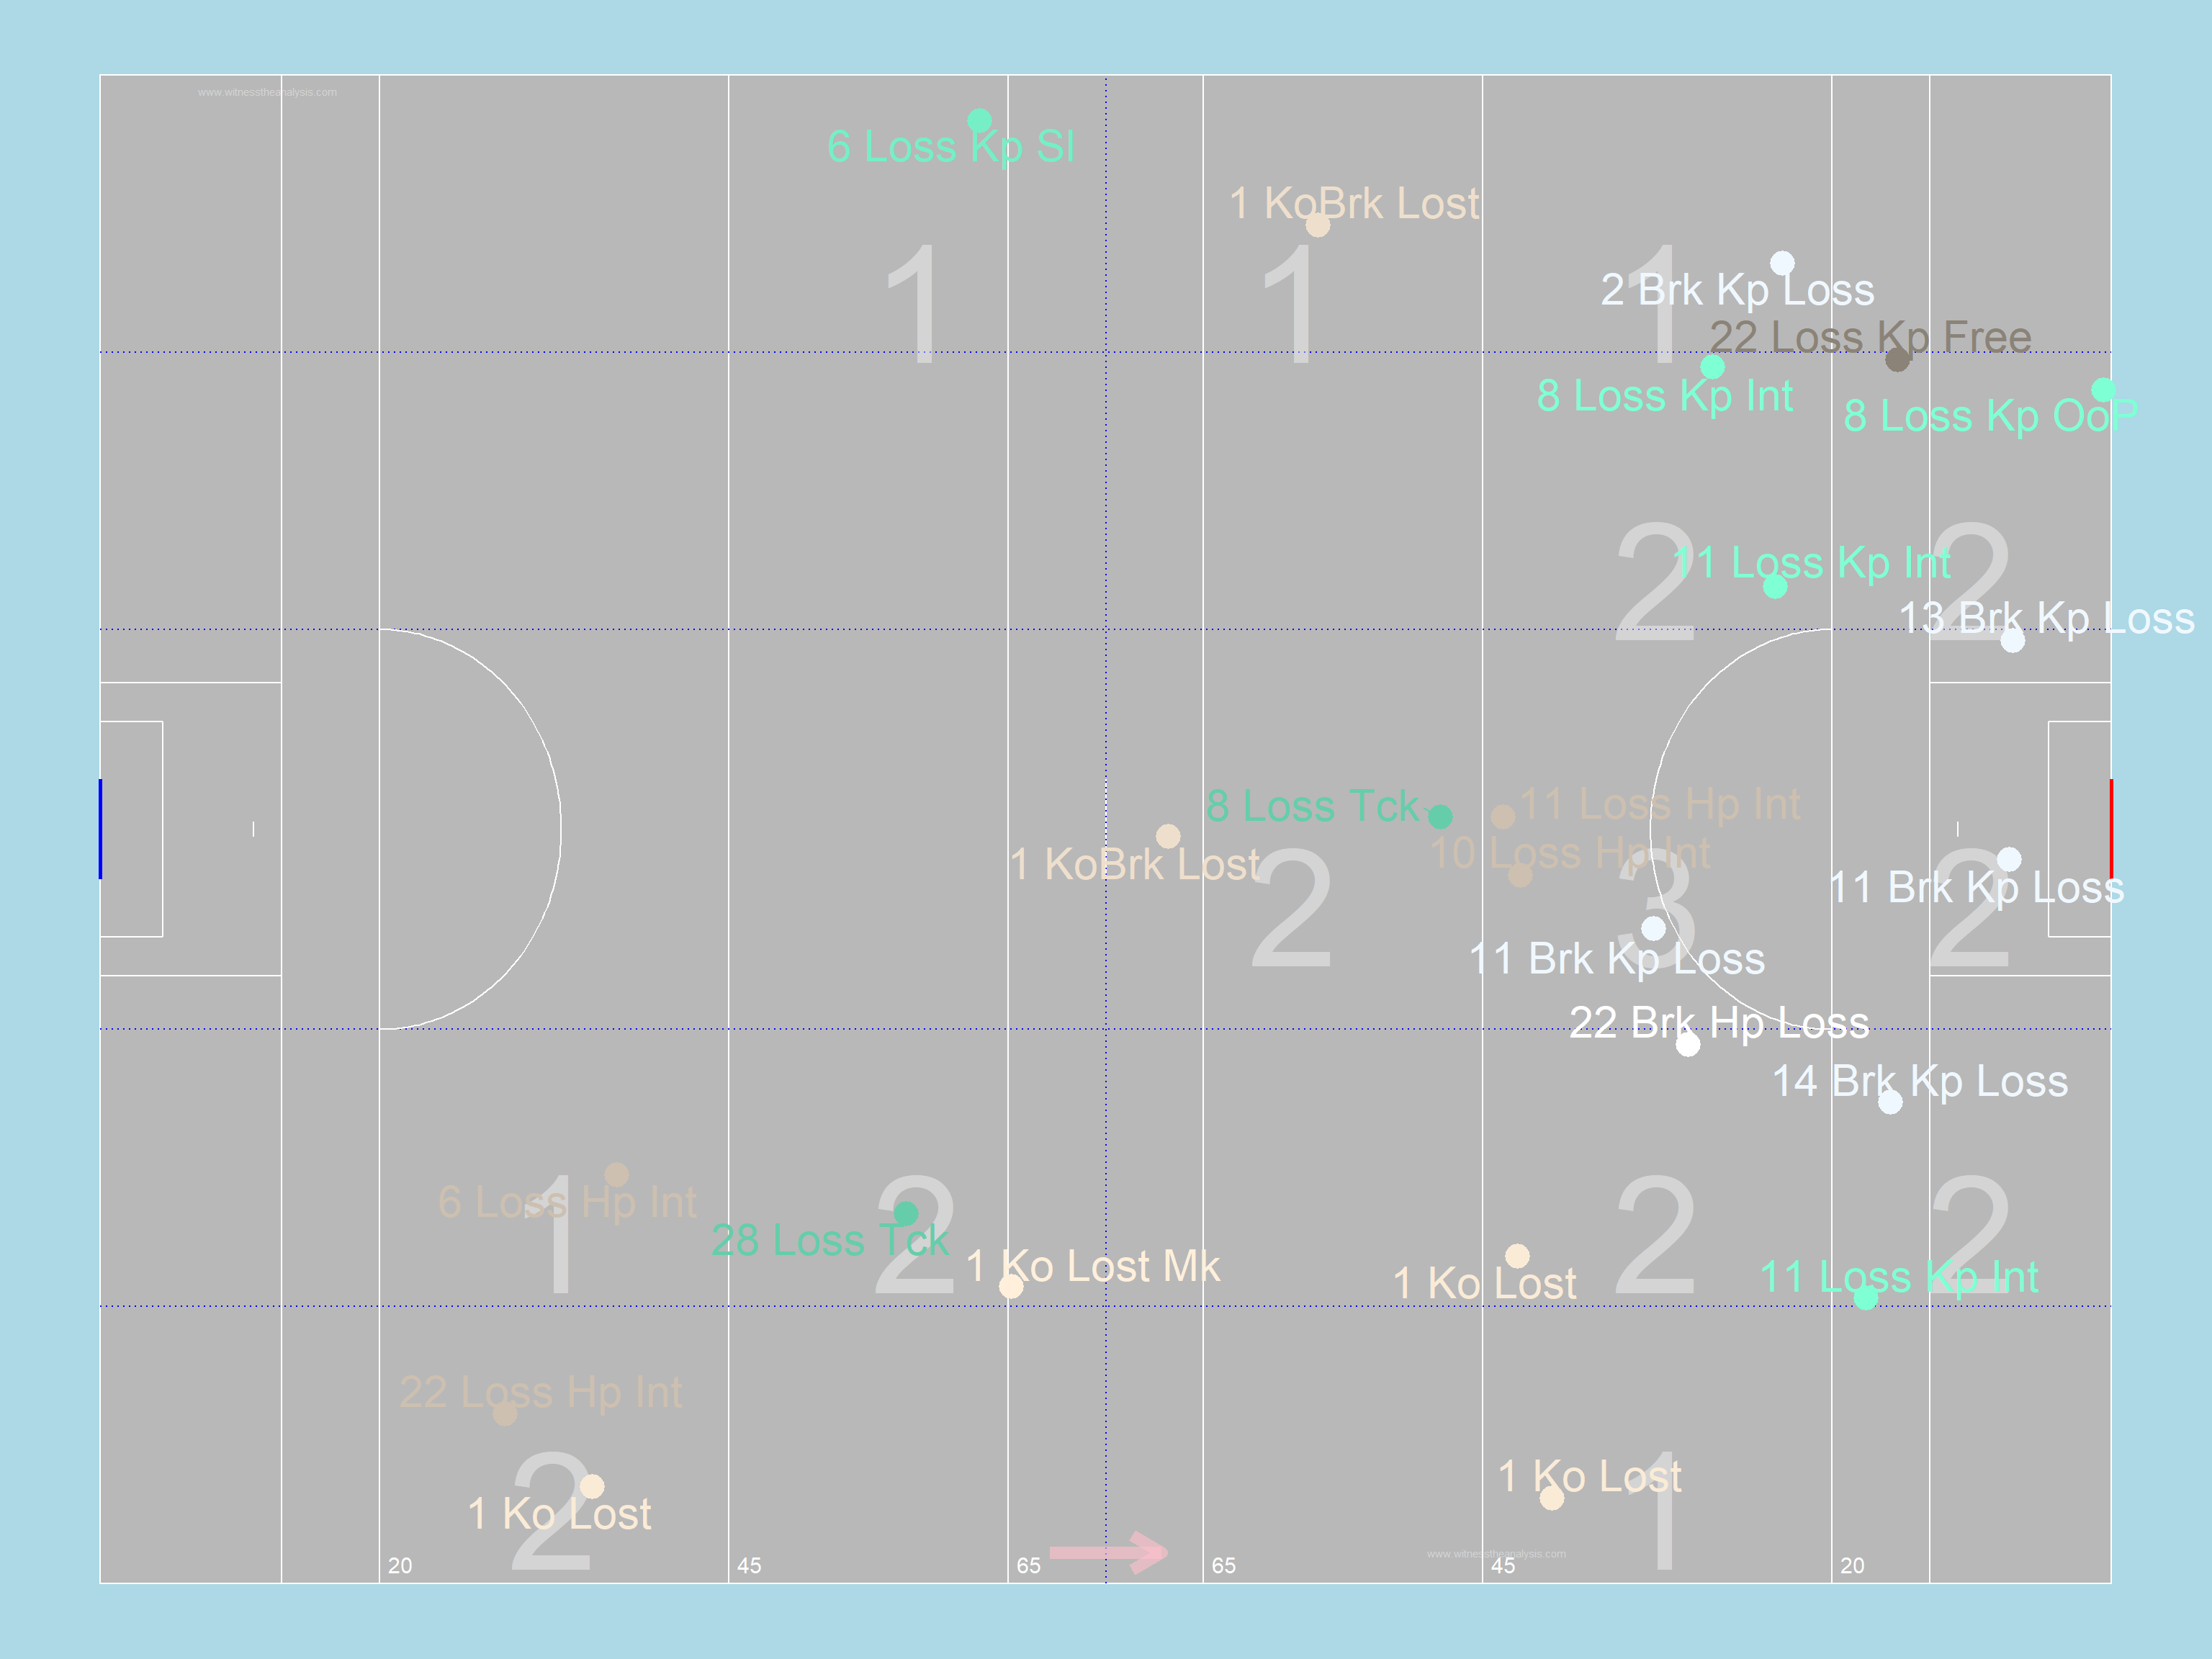 www.witnesstheanalysis.com
6 Loss Kp Sl
1 KoBrk Lost
1
1
1
2 Brk Kp Loss
22 Loss Kp Free
8 Loss Kp Int
8 Loss Kp OoP
2
2
11 Loss Kp Int
13 Brk Kp Loss
8 Loss Tck
11 Loss Hp Int
10 Loss Hp Int
1 KoBrk Lost
2
3
2
11 Brk Kp Loss
11 Brk Kp Loss
22 Brk Hp Loss
14 Brk Kp Loss
6 Loss Hp Int
1
2
2
2
28 Loss Tck
1 Ko Lost Mk
1 Ko Lost
11 Loss Kp Int
22 Loss Hp Int
2
1 Ko Lost
1 Ko Lost
1
www.witnesstheanalysis.com
20
45
65
65
45
20